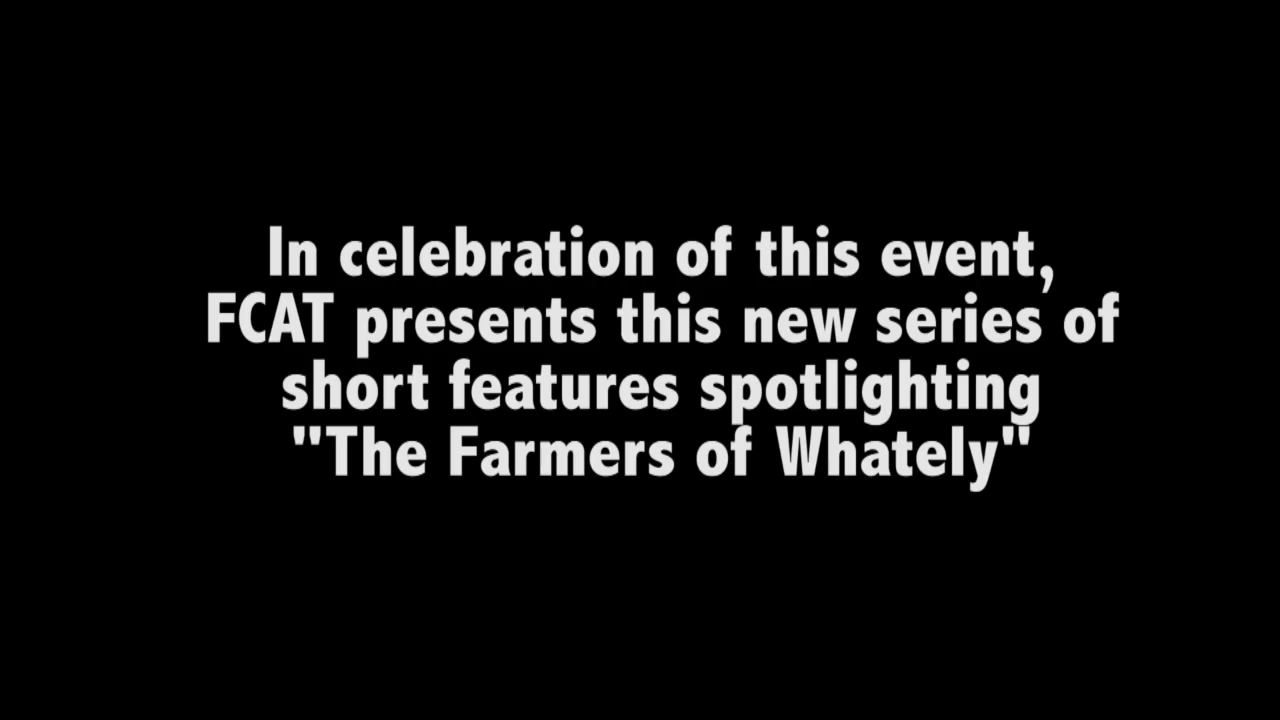 In celebration of this event,
FCAT presents this new series of
short features spotlighting
"The Farmers of Whately"